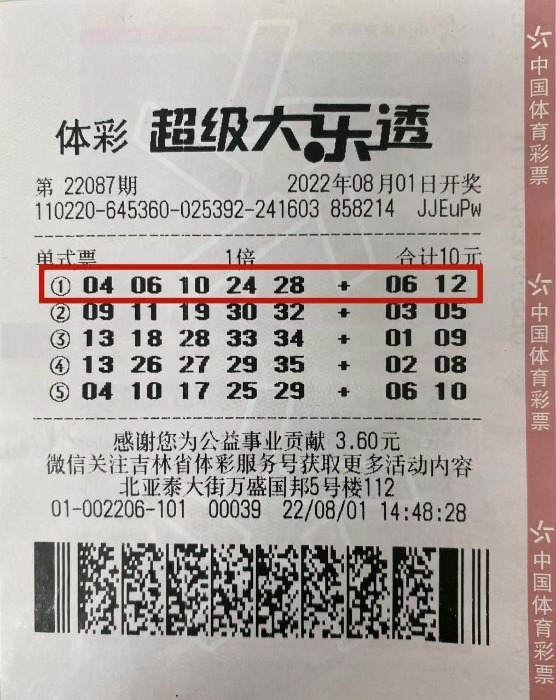 体彩 超级大乐透
第 22087期 2022年08月01日开奖
110220-645360-025392-241603 858214 JJEuPw
单式票 1倍 合计10元
① 04 06 10 24 28 + 06 12
② 09 11 19 30 32 + 03 05
③ 13 18 28 33 34 + 01 09
④ 13 26 27 29 35 + 02 08
⑤ 04 10 17 25 29 + 06 10
感谢您为公益事业贡献 3.60元
微信关注吉林省体彩服务号获取更多活动内容
北亚泰大街万盛国邦5号楼112
01-002206-101 00039 22/08/01 14:48:28
中国体育彩票
中国体育彩票
中国体育彩票